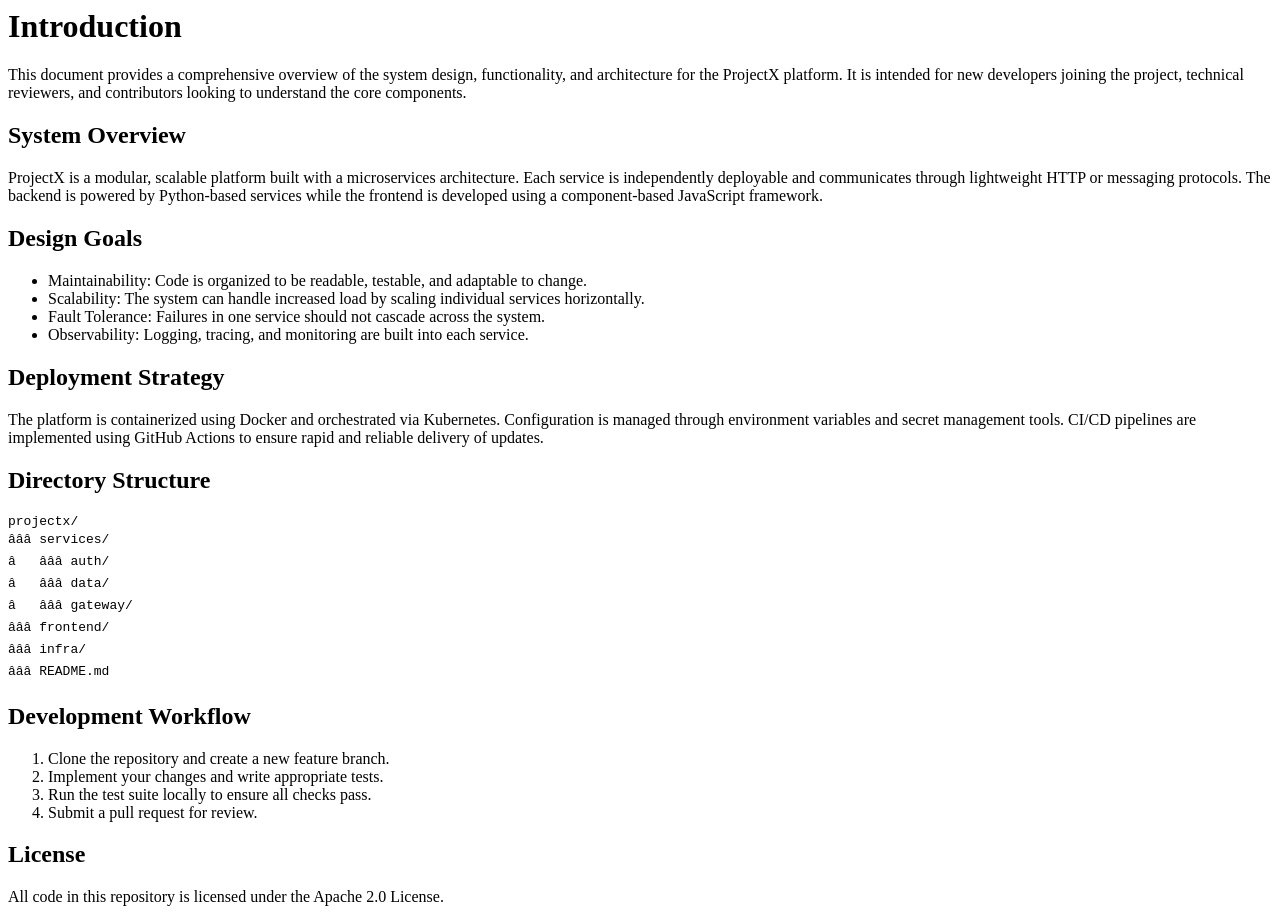 Introduction
This document provides a comprehensive overview of the system design, functionality, and architecture for the ProjectX platform. It is intended for new developers joining the project, technical
reviewers, and contributors looking to understand the core components.
System Overview
ProjectX is a modular, scalable platform built with a microservices architecture. Each service is independently deployable and communicates through lightweight HTTP or messaging protocols. The
backend is powered by Python-based services while the frontend is developed using a component-based JavaScript framework.
Design Goals
• Maintainability: Code is organized to be readable, testable, and adaptable to change.
• Scalability: The system can handle increased load by scaling individual services horizontally.
• Fault Tolerance: Failures in one service should not cascade across the system.
• Observability: Logging, tracing, and monitoring are built into each service.
Deployment Strategy
The platform is containerized using Docker and orchestrated via Kubernetes. Configuration is managed through environment variables and secret management tools. CI/CD pipelines are
implemented using GitHub Actions to ensure rapid and reliable delivery of updates.
Directory Structure
projectx/
âââ services/
â   âââ auth/
â   âââ data/
â   âââ gateway/
âââ frontend/
âââ infra/
âââ README.md
Development Workflow
1. Clone the repository and create a new feature branch.
2. Implement your changes and write appropriate tests.
3. Run the test suite locally to ensure all checks pass.
4. Submit a pull request for review.
License
All code in this repository is licensed under the Apache 2.0 License.